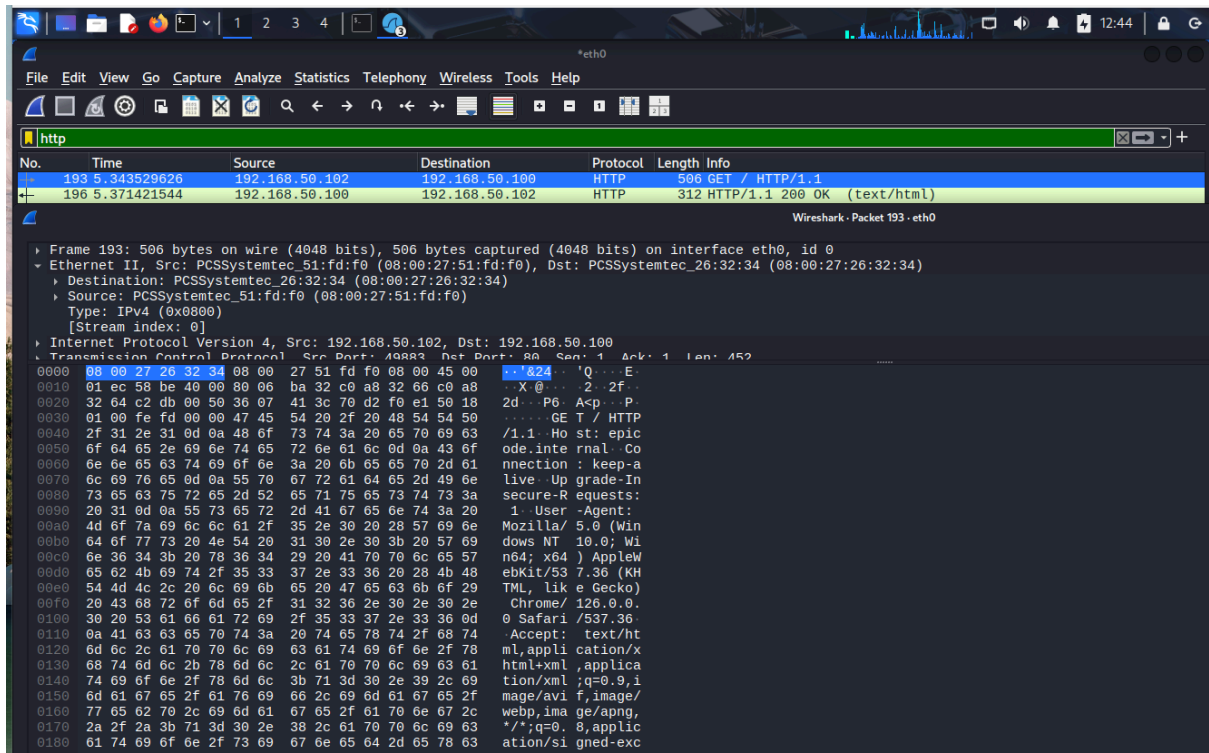 1 2 3 4 3 12:44
*eth0
File Edit View Go Capture Analyze Statistics Telephony Wireless Tools Help
http
No. Time Source Destination Protocol Length Info
193 5.343529626 192.168.50.102 192.168.50.100 HTTP 506 GET / HTTP/1.1
196 5.371421544 192.168.50.100 192.168.50.102 HTTP 312 HTTP/1.1 200 OK (text/html)
Wireshark · Packet 193 · eth0
Frame 193: 506 bytes on wire (4048 bits), 506 bytes captured (4048 bits) on interface eth0, id 0
Ethernet II, Src: PCSSystemtec_51:fd:f0 (08:00:27:51:fd:f0), Dst: PCSSystemtec_26:32:34 (08:00:27:26:32:34)
Destination: PCSSystemtec_26:32:34 (08:00:27:26:32:34)
Source: PCSSystemtec_51:fd:f0 (08:00:27:51:fd:f0)
Type: IPv4 (0x0800)
[Stream index: 0]
Internet Protocol Version 4, Src: 192.168.50.102, Dst: 192.168.50.100
Transmission Control Protocol, Src Port: 49883, Dst Port: 80, Seq: 1, Ack: 1, Len: 452
0000 08 00 27 26 32 34 08 00 27 51 fd f0 08 00 45 00 ··'&24·· 'Q····E·
0010 01 ec 58 be 40 00 80 06 ba 32 c0 a8 32 66 c0 a8 ··X·@··· ·2··2f··
0020 32 64 c2 db 00 50 36 07 41 3c 70 d2 f0 e1 50 18 2d···P6· A<p···P·
0030 01 00 fe fd 00 00 47 45 54 20 2f 20 48 54 54 50 ······GE T / HTTP
0040 2f 31 2e 31 0d 0a 48 6f 73 74 3a 20 65 70 69 63 /1.1··Ho st: epic
0050 6f 64 65 2e 69 6e 74 65 72 6e 61 6c 0d 0a 43 6f ode.inte rnal··Co
0060 6e 6e 65 63 74 69 6f 6e 3a 20 6b 65 65 70 2d 61 nnection : keep-a
0070 6c 69 76 65 0d 0a 55 70 67 72 61 64 65 2d 49 6e live··Up grade-In
0080 73 65 63 75 72 65 2d 52 65 71 75 65 73 74 73 3a secure-R equests:
0090 20 31 0d 0a 55 73 65 72 2d 41 67 65 6e 74 3a 20 1··User -Agent:
00a0 4d 6f 7a 69 6c 6c 61 2f 35 2e 30 20 28 57 69 6e Mozilla/ 5.0 (Win
00b0 64 6f 77 73 20 4e 54 20 31 30 2e 30 3b 20 57 69 dows NT 10.0; Wi
00c0 6e 36 34 3b 20 78 36 34 29 20 41 70 70 6c 65 57 n64; x64 ) AppleW
00d0 65 62 4b 69 74 2f 35 33 37 2e 33 36 20 28 4b 48 ebKit/53 7.36 (KH
00e0 54 4d 4c 2c 20 6c 69 6b 65 20 47 65 63 6b 6f 29 TML, lik e Gecko)
00f0 20 43 68 72 6f 6d 65 2f 31 32 36 2e 30 2e 30 2e Chrome/ 126.0.0.
0100 30 20 53 61 66 61 72 69 2f 35 33 37 2e 33 36 0d 0 Safari /537.36·
0110 0a 41 63 63 65 70 74 3a 20 74 65 78 74 2f 68 74 ·Accept: text/ht
0120 6d 6c 2c 61 70 70 6c 69 63 61 74 69 6f 6e 2f 78 ml,appli cation/x
0130 68 74 6d 6c 2b 78 6d 6c 2c 61 70 70 6c 69 63 61 html+xml ,applica
0140 74 69 6f 6e 2f 78 6d 6c 3b 71 3d 30 2e 39 2c 69 tion/xml ;q=0.9,i
0150 6d 61 67 65 2f 61 76 69 66 2c 69 6d 61 67 65 2f mage/avi f,image/
0160 77 65 62 70 2c 69 6d 61 67 65 2f 61 70 6e 67 2c webp,ima ge/apng,
0170 2a 2f 2a 3b 71 3d 30 2e 38 2c 61 70 70 6c 69 63 */*;q=0. 8,applic
0180 61 74 69 6f 6e 2f 73 69 67 6e 65 64 2d 65 78 63 ation/si gned-exc